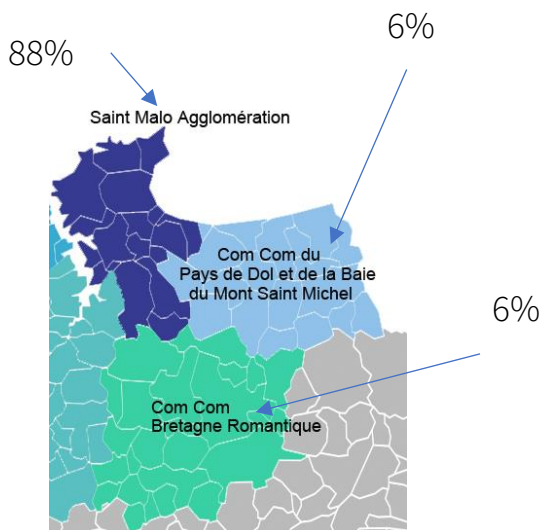 6%
88%
Saint Malo Agglomération
Com Com du
Pays de Dol et de la Baie
du Mont Saint Michel
6%
Com Com
Bretagne Romantique